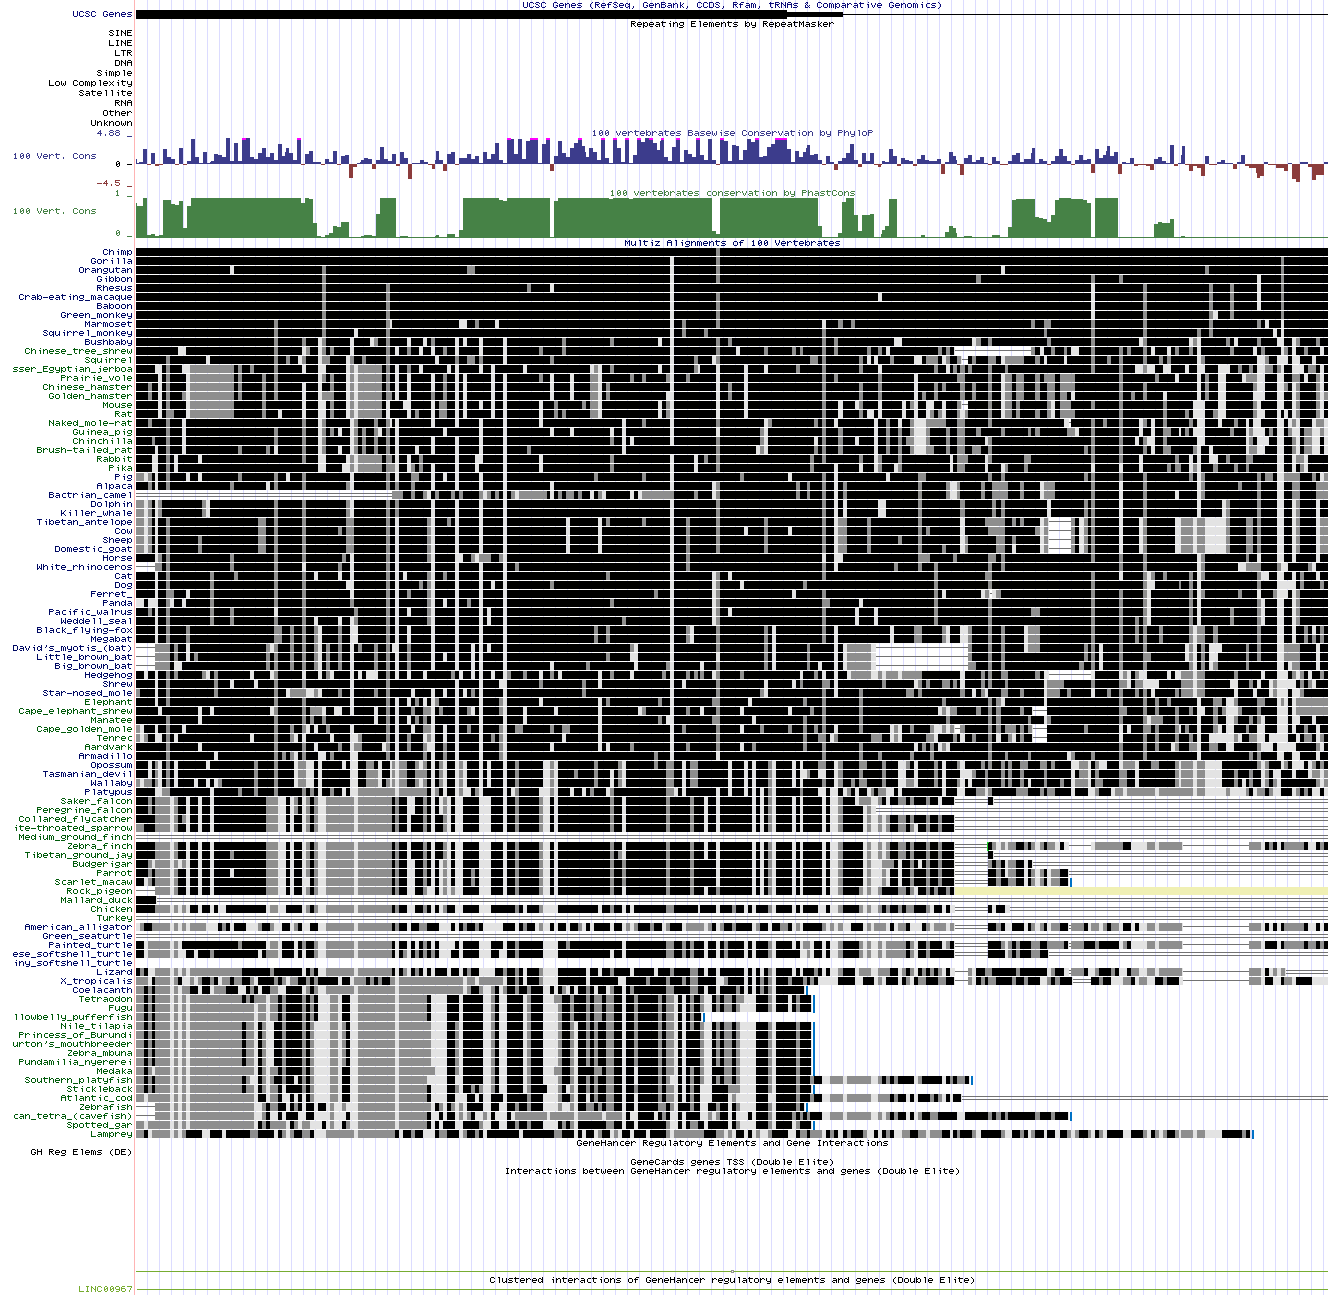 UCSC Genes (RefSeq, GenBank, CCDS, Rfam, tRNAs & Comparative Genomics)
UCSC Genes
Repeating Elements by RepeatMasker
SINE
LINE
LTR
DNA
Simple
Low Complexity
Satellite
RNA
Other
Unknown
4.88 _
100 vertebrates Basewise Conservation by PhyloP
100 Vert. Cons
0 _
-4.5 _
1 _
100 vertebrates conservation by PhastCons
100 Vert. Cons
0 _
Multiz Alignments of 100 Vertebrates
Chimp
Gorilla
Orangutan
Gibbon
Rhesus
Crab-eating_macaque
Baboon
Green_monkey
Marmoset
Squirrel_monkey
Bushbaby
Chinese_tree_shrew
Squirrel
sser_Egyptian_jerboa
Prairie_vole
Chinese_hamster
Golden_hamster
Mouse
Rat
Naked_mole-rat
Guinea_pig
Chinchilla
Brush-tailed_rat
Rabbit
Pika
Pig
Alpaca
Bactrian_camel
Dolphin
Killer_whale
Tibetan_antelope
Cow
Sheep
Domestic_goat
Horse
White_rhinoceros
Cat
Dog
Ferret_
Panda
Pacific_walrus
Weddell_seal
Black_flying-fox
Megabat
David's_myotis_(bat)
Little_brown_bat
Big_brown_bat
Hedgehog
Shrew
Star-nosed_mole
Elephant
Cape_elephant_shrew
Manatee
Cape_golden_mole
Tenrec
Aardvark
Armadillo
Opossum
Tasmanian_devil
Wallaby
Platypus
Saker_falcon
Peregrine_falcon
Collared_flycatcher
ite-throated_sparrow
Medium_ground_finch
Zebra_finch
Tibetan_ground_jay
Budgerigar
Parrot
Scarlet_macaw
Rock_pigeon
Mallard_duck
Chicken
Turkey
American_alligator
Green_seaturtle
Painted_turtle
ese_softshell_turtle
iny_softshell_turtle
Lizard
X_tropicalis
Coelacanth
Tetraodon
Fugu
llowbelly_pufferfish
Nile_tilapia
Princess_of_Burundi
urton's_mouthbreeder
Zebra_mbuna
Pundamilia_nyererei
Medaka
Southern_platyfish
Stickleback
Atlantic_cod
Zebrafish
can_tetra_(cavefish)
Spotted_gar
Lamprey
GeneHancer Regulatory Elements and Gene Interactions
GH Reg Elems (DE)
GeneCards genes TSS (Double Elite)
Interactions between GeneHancer regulatory elements and genes (Double Elite)
Clustered interactions of GeneHancer regulatory elements and genes (Double Elite)
LINC00967